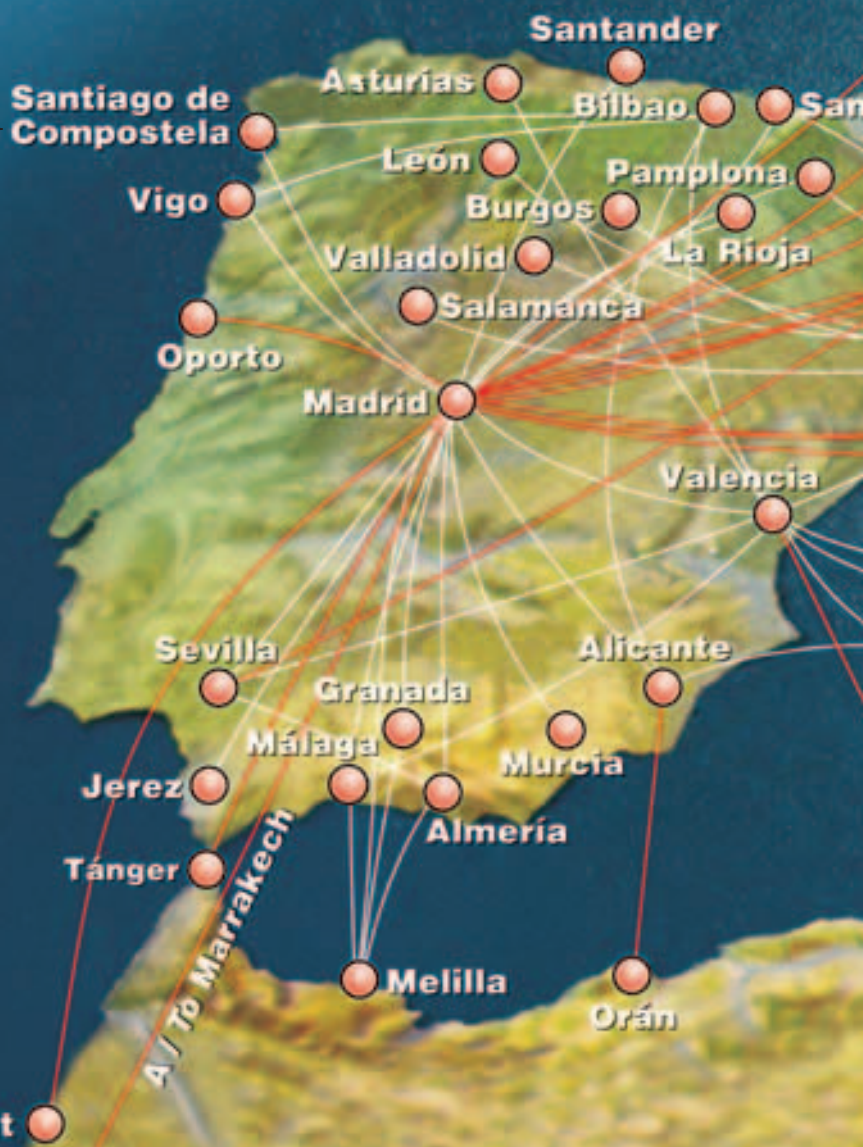 Santander
Asturias
Santiago de
Compostela
Bilbao
San
León
Pamplona
Vigo
Burgos
La Rioja
Valladolid
Salamanca
Oporto
Madrid
Valencia
Sevilla
Alicante
Granada
Málaga
Murcia
Jerez
Almería
Tánger
A / To Marrakech
Melilla
Orán
t